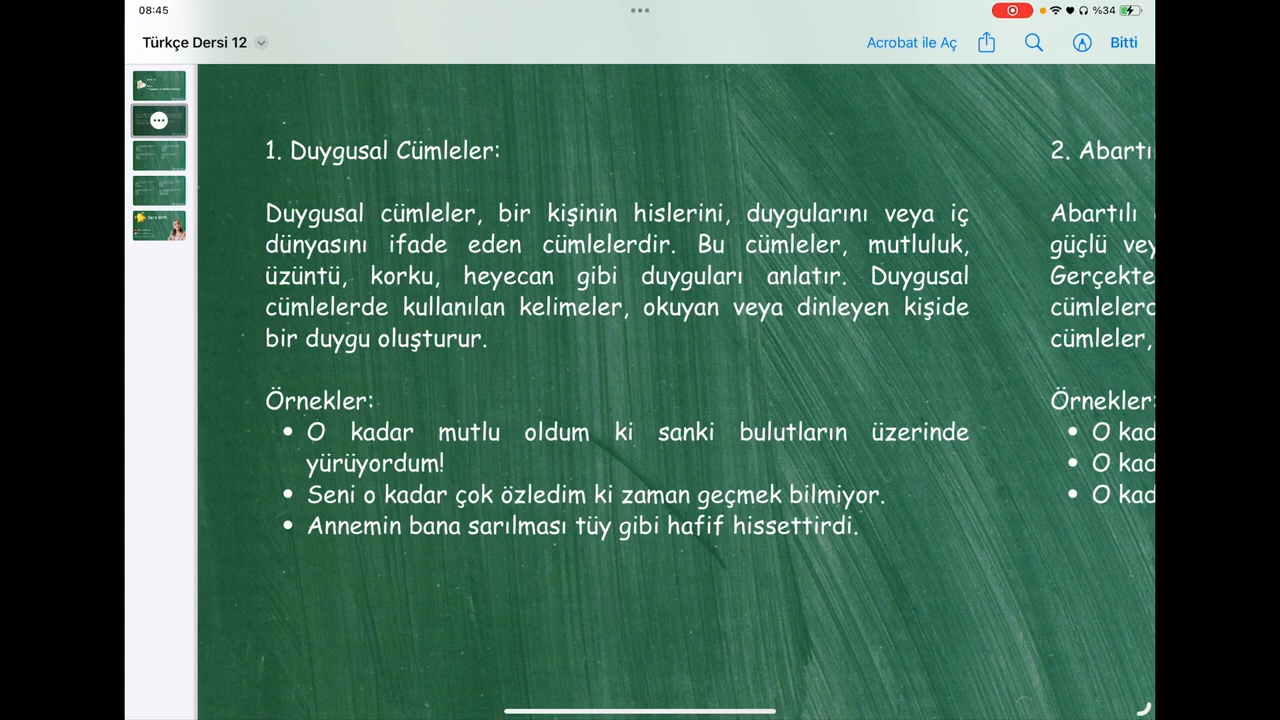 08:45
%34
Türkçe Dersi 12
Acrobat ile Aç
Bitti
1. Duygusal Cümleler:
Duygusal cümleler, bir kişinin hislerini, duygularını veya iç
dünyasını ifade eden cümlelerdir. Bu cümleler, mutluluk,
üzüntü, korku, heyecan gibi duyguları anlatır. Duygusal
cümlelerde kullanılan kelimeler, okuyan veya dinleyen kişide
bir duygu oluşturur.
Örnekler:
• O kadar mutlu oldum ki sanki bulutların üzerinde
yürüyordum!
• Seni o kadar çok özledim ki zaman geçmek bilmiyor.
• Annemin bana sarılması tüy gibi hafif hissettirdi.
2. Abartı
Abartılı
güçlü vey
Gerçekte
cümlelerd
cümleler,
Örnekler:
• O kad
• O kad
• O kad